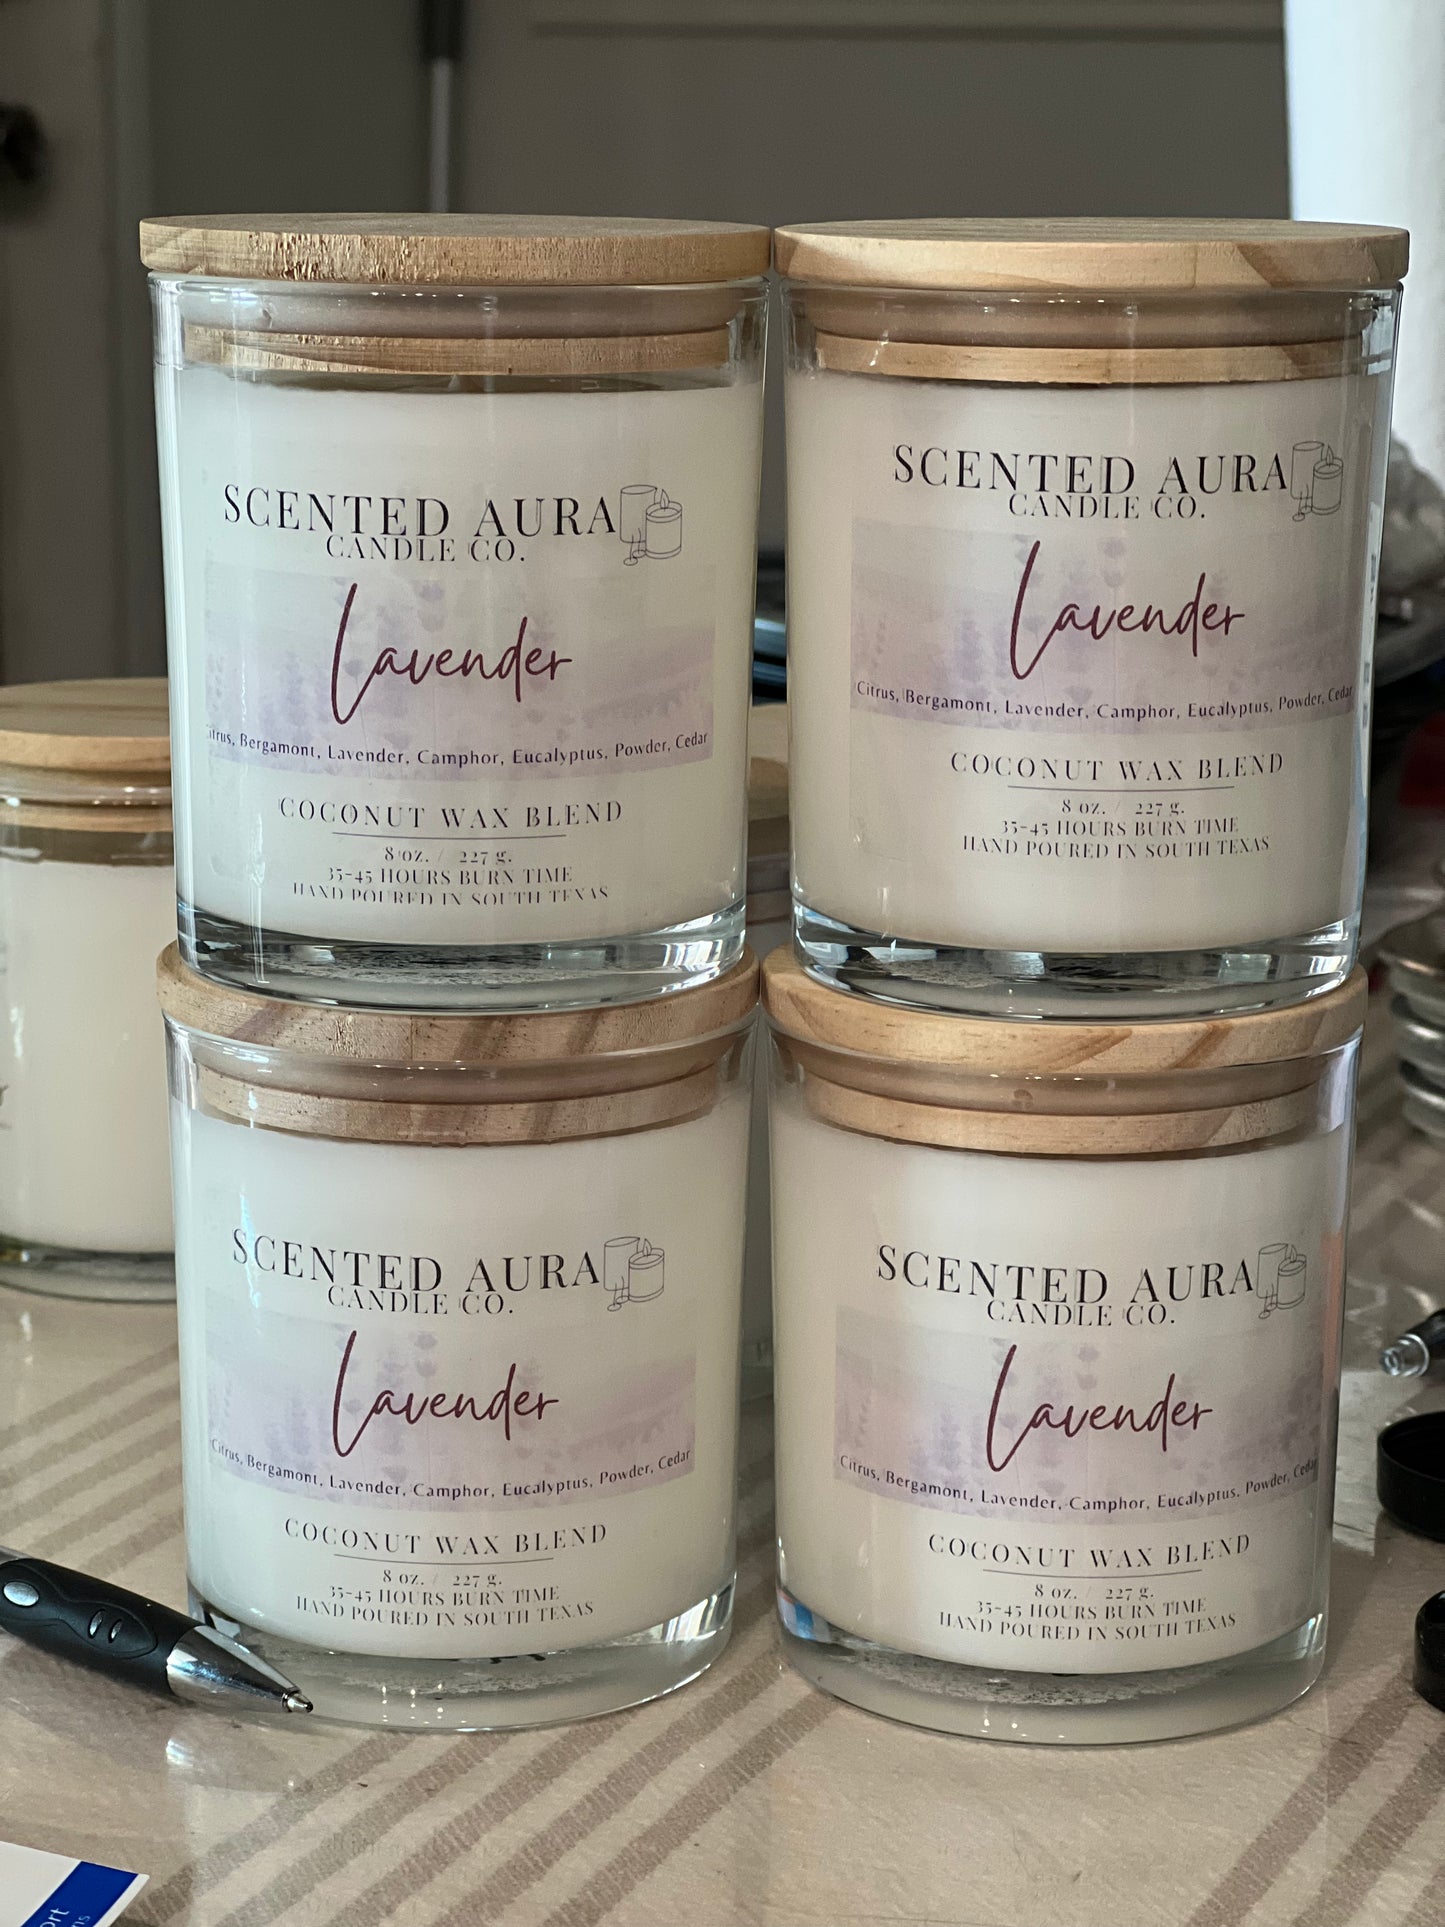 SCENTED AURA
CANDLE CO.
Lavender
itrus, Bergamont, Lavender, Camphor, Eucalyptus, Powder, Cedar
COCONUT WAX BLEND
8 oz. / 227 g.
35-45 HOURS BURN TIME
HAND POURED IN SOUTH TEXAS
SCENTED AURA
CANDLE CO.
Lavender
Citrus, Bergamont, Lavender, Camphor, Eucalyptus, Powder, Cedar
COCONUT WAX BLEND
8 oz. / 227 g.
35-45 HOURS BURN TIME
HAND POURED IN SOUTH TEXAS
SCENTED AURA
CANDLE CO.
Lavender
Citrus, Bergamont, Lavender, Camphor, Eucalyptus, Powder, Cedar
COCONUT WAX BLEND
8 oz. / 227 g.
35-45 HOURS BURN TIME
HAND POURED IN SOUTH TEXAS
SCENTED AURA
CANDLE CO.
Lavender
Citrus, Bergamont, Lavender, Camphor, Eucalyptus, Powder, Cedar
COCONUT WAX BLEND
8 oz. / 227 g.
35-45 HOURS BURN TIME
HAND POURED IN SOUTH TEXAS